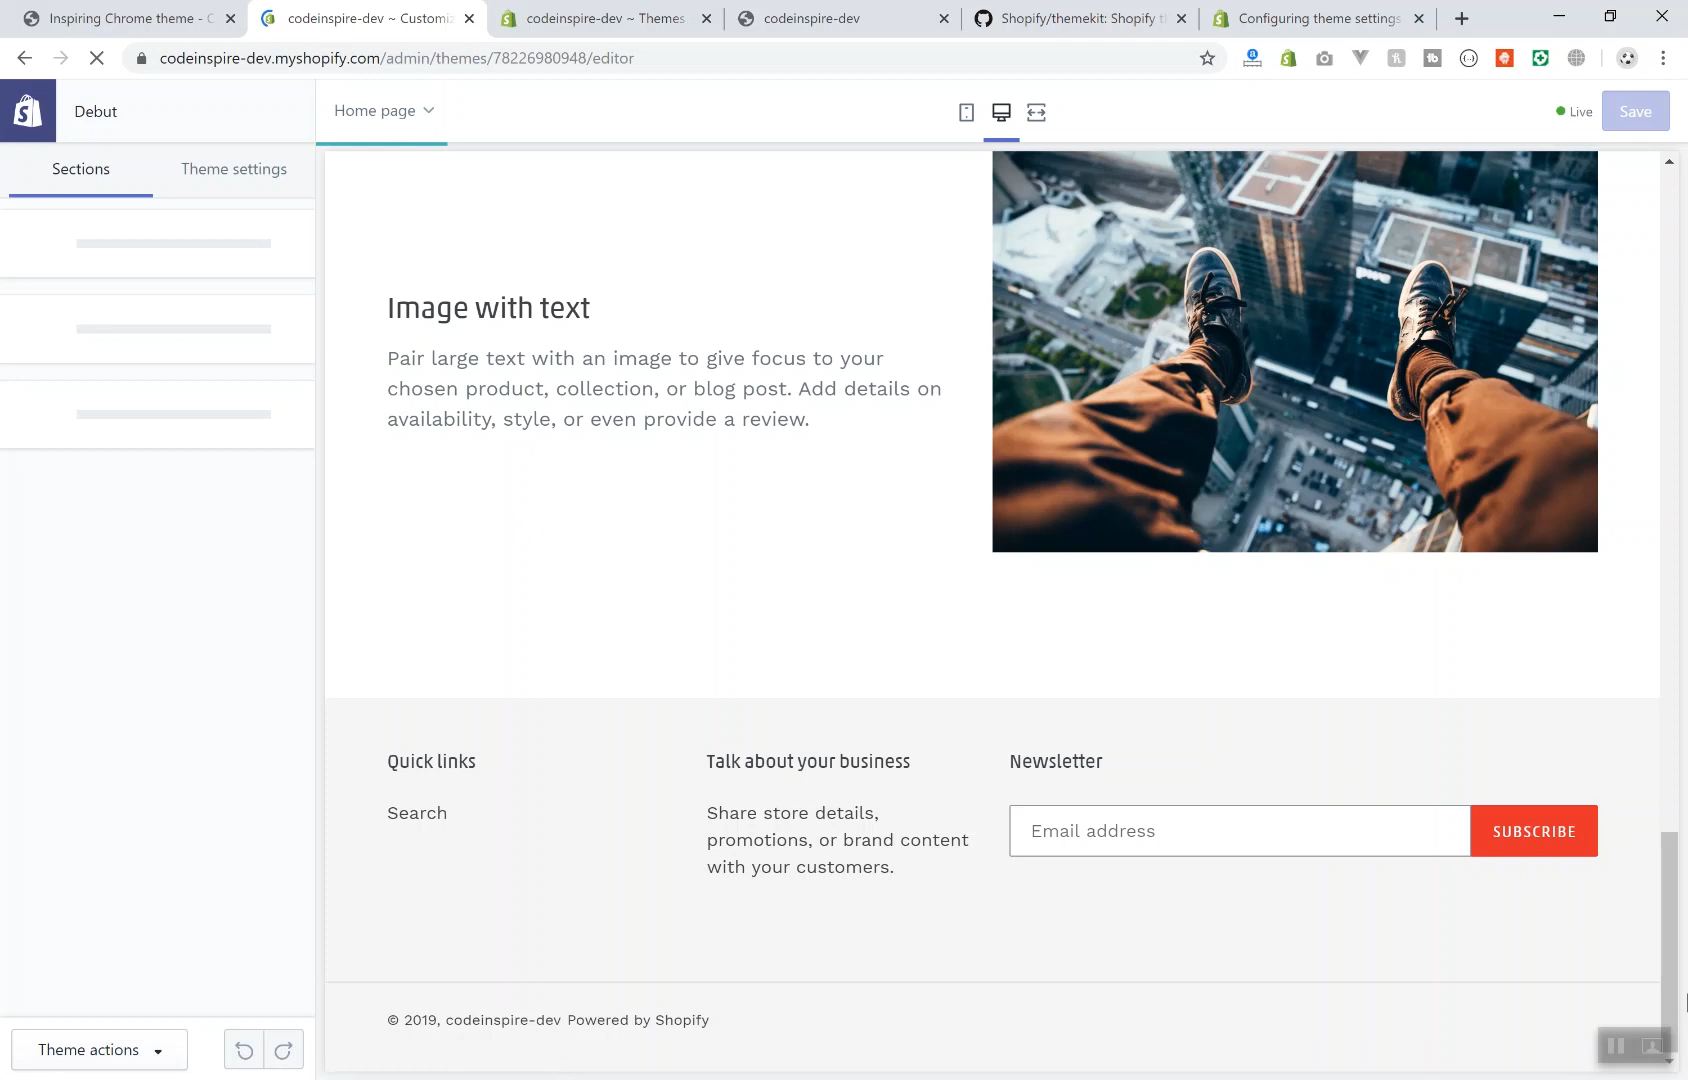 Inspiring Chrome theme - C
codeinspire-dev ~ Customiz
codeinspire-dev ~ Themes
codeinspire-dev
Shopify/themekit: Shopify t
Configuring theme settings
codeinspire-dev.myshopify.com/admin/themes/78226980948/editor
Debut
Home page
Live
Save
Sections
Theme settings
Image with text
Pair large text with an image to give focus to your
chosen product, collection, or blog post. Add details on
availability, style, or even provide a review.
Quick links
Search
Talk about your business
Share store details,
promotions, or brand content
with your customers.
Newsletter
Email address
SUBSCRIBE
© 2019, codeinspire-dev Powered by Shopify
Theme actions